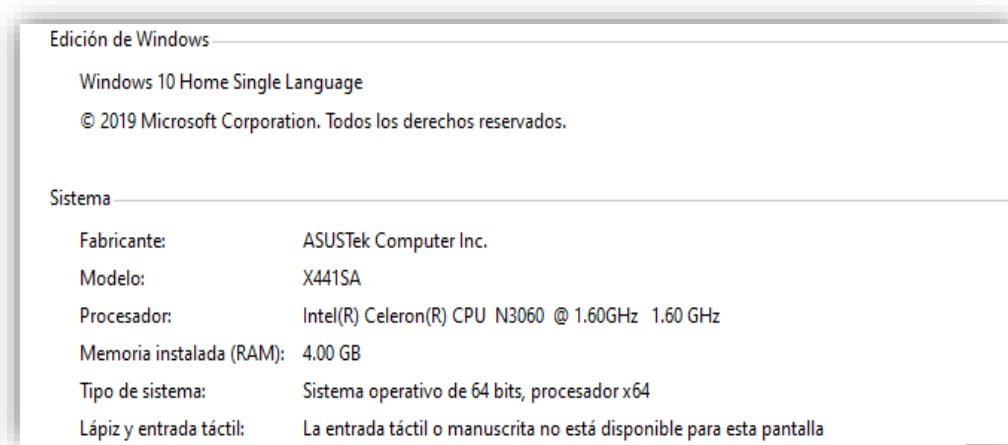 Edición de Windows
Windows 10 Home Single Language
© 2019 Microsoft Corporation. Todos los derechos reservados.
Sistema
Fabricante: ASUSTek Computer Inc.
Modelo: X441SA
Procesador: Intel(R) Celeron(R) CPU N3060 @ 1.60GHz 1.60 GHz
Memoria instalada (RAM): 4.00 GB
Tipo de sistema: Sistema operativo de 64 bits, procesador x64
Lápiz y entrada táctil: La entrada táctil o manuscrita no está disponible para esta pantalla